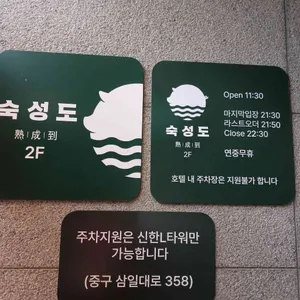 숙성도
熟成到
2F
숙성도
熟成到
2F
Open 11:30
마지막입장 21:30
라스트오더 21:50
Close 22:30
연중무휴
호텔 내 주차장은 지원불가 합니다
주차지원은 신한L타워만
가능합니다
(중구 삼일대로 358)